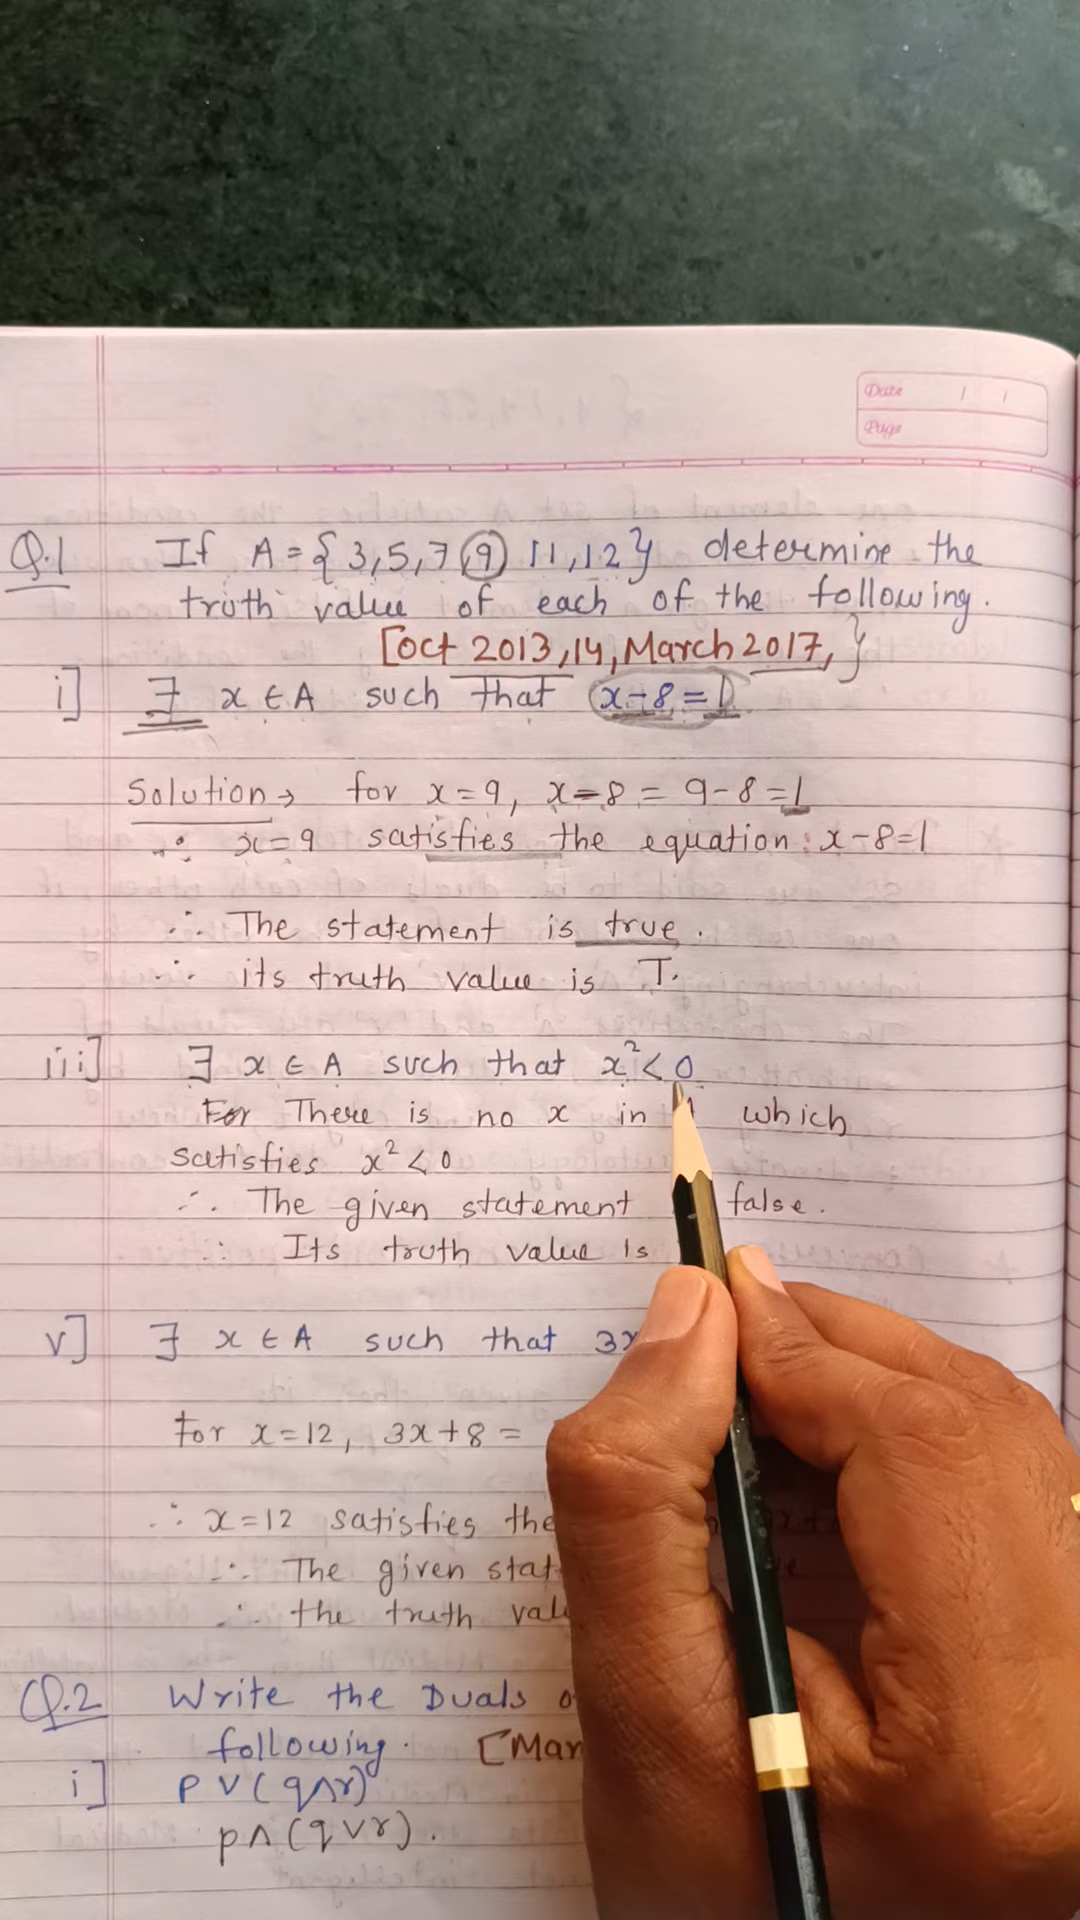 Date / /
Page
Q.1 If A = {3,5,7,9 11,12} determine the
truth value of each of the following.
[oct 2013,14, March 2017, }
i] ∃ x ∈ A such that x-8=1
Solution → for x=9, x-8 = 9-8=1
∴ x=9 satisfies the equation: x-8=1
∴ The statement is true.
∴ its truth value is T.
iii] ∃ x ∈ A such that x² < 0
For There is no x in which
satisfies x² < 0
∴ The given statement false.
∴ Its truth value is
v] ∃ x ∈ A such that 3x
for x=12, 3x+8 =
∴ x=12 satisfies the
∴ The given stat
∴ the truth val
Q.2 Write the Duals o
following. [Mar
i] p ∨ (q∧r)
p∧(q∨r).